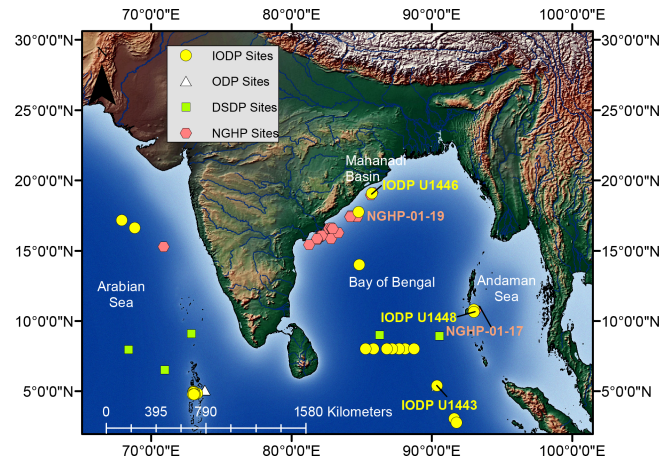 70°0'0"E 80°0'0"E 90°0'0"E 100°0'0"E
30°0'0"N 30°0'0"N
IODP Sites
ODP Sites
DSDP Sites
NGHP Sites
25°0'0"N 25°0'0"N
20°0'0"N 20°0'0"N
Mahanadi
Basin
IODP U1446
NGHP-01-19
15°0'0"N 15°0'0"N
Arabian
Sea
Bay of Bengal
Andaman
Sea
10°0'0"N 10°0'0"N
IODP U1448
NGHP-01-17
5°0'0"N 5°0'0"N
IODP U1443
0 395 790 1580 Kilometers
70°0'0"E 80°0'0"E 90°0'0"E 100°0'0"E